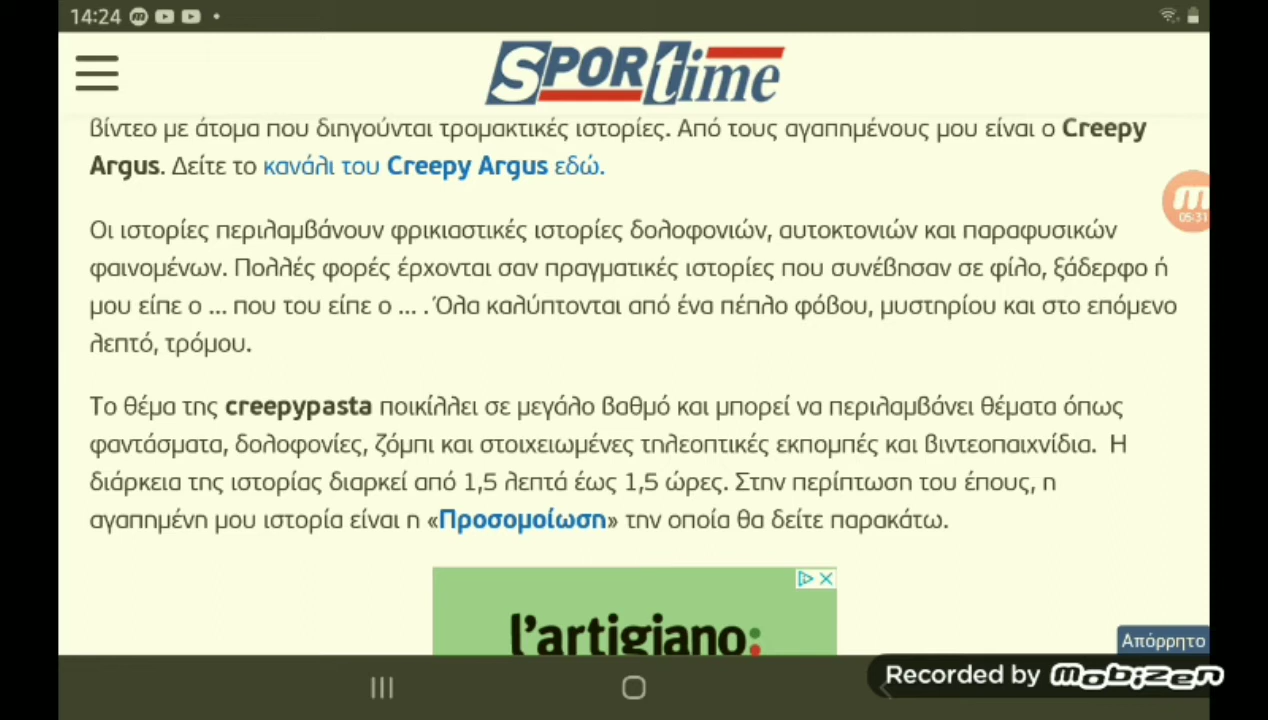 14:24
SPORtime
βίντεο με άτομα που διηγούνται τρομακτικές ιστορίες. Από τους αγαπημένους μου είναι ο Creepy
Argus. Δείτε το κανάλι του Creepy Argus εδώ.
05:31
Οι ιστορίες περιλαμβάνουν φρικιαστικές ιστορίες δολοφονιών, αυτοκτονιών και παραφυσικών
φαινομένων. Πολλές φορές έρχονται σαν πραγματικές ιστορίες που συνέβησαν σε φίλο, ξάδερφο ή
μου είπε ο ... που του είπε ο ... . Όλα καλύπτονται από ένα πέπλο φόβου, μυστηρίου και στο επόμενο
λεπτό, τρόμου.
Το θέμα της creepypasta ποικίλλει σε μεγάλο βαθμό και μπορεί να περιλαμβάνει θέματα όπως
φαντάσματα, δολοφονίες, ζόμπι και στοιχειωμένες τηλεοπτικές εκπομπές και βιντεοπαιχνίδια. Η
διάρκεια της ιστορίας διαρκεί από 1,5 λεπτά έως 1,5 ώρες. Στην περίπτωση του έπους, η
αγαπημένη μου ιστορία είναι η «Προσομοίωση» την οποία θα δείτε παρακάτω.
l'artigiano:
Απόρρητο
Recorded by mobizen